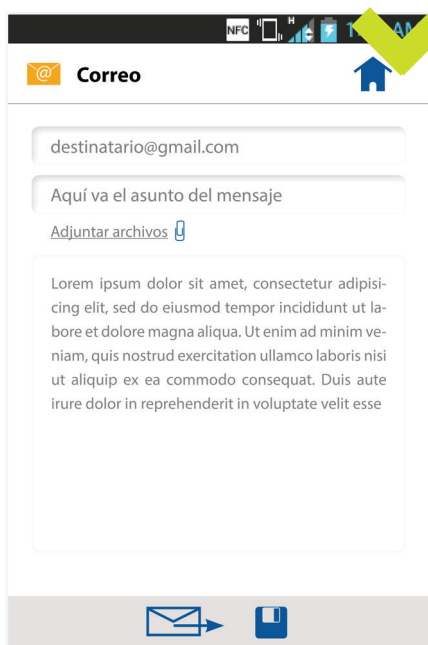 NFC H
@ Correo
destinatario@gmail.com
Aquí va el asunto del mensaje
Adjuntar archivos
Lorem ipsum dolor sit amet, consectetur adipisi-
cing elit, sed do eiusmod tempor incididunt ut la-
bore et dolore magna aliqua. Ut enim ad minim ve-
niam, quis nostrud exercitation ullamco laboris nisi
ut aliquip ex ea commodo consequat. Duis aute
irure dolor in reprehenderit in voluptate velit esse